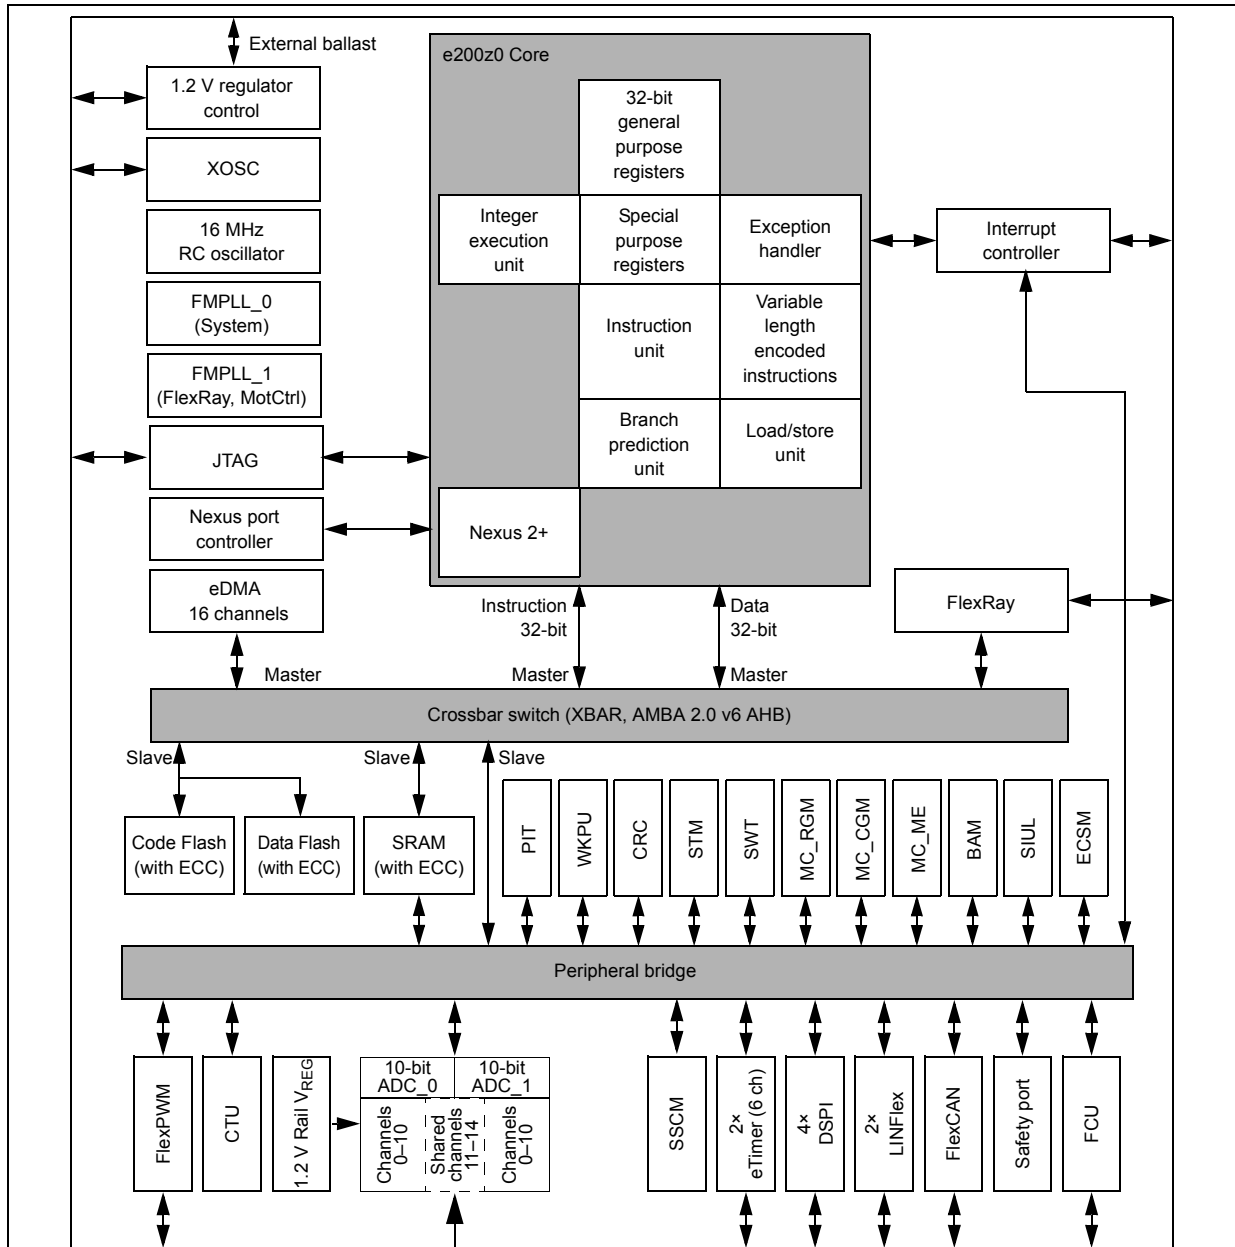 External ballast
1.2 V regulator
control
XOSC
16 MHz
RC oscillator
FMPLL_0
(System)
FMPLL_1
(FlexRay, MotCtrl)
JTAG
Nexus port
controller
eDMA
16 channels
Master
e200z0 Core
32-bit
general
purpose
registers
Integer
execution
unit
Special
purpose
registers
Exception
handler
Instruction
unit
Variable
length
encoded
instructions
Branch
prediction
unit
Load/store
unit
Nexus 2+
Interrupt
controller
FlexRay
Instruction
32-bit
Master
Data
32-bit
Master
Crossbar switch (XBAR, AMBA 2.0 v6 AHB)
Slave
Slave
Slave
Code Flash
(with ECC)
Data Flash
(with ECC)
SRAM
(with ECC)
PIT
WKPU
CRC
STM
SWT
MC_RGM
MC_CGM
MC_ME
BAM
SIUL
ECSM
Peripheral bridge
FlexPWM
CTU
1.2 V Rail VREG
10-bit
ADC_0
10-bit
ADC_1
Channels
0–10
Shared
channels
11–14
Channels
0–10
SSCM
2×
eTimer (6 ch)
4×
DSPI
2×
LINFlex
FlexCAN
Safety port
FCU